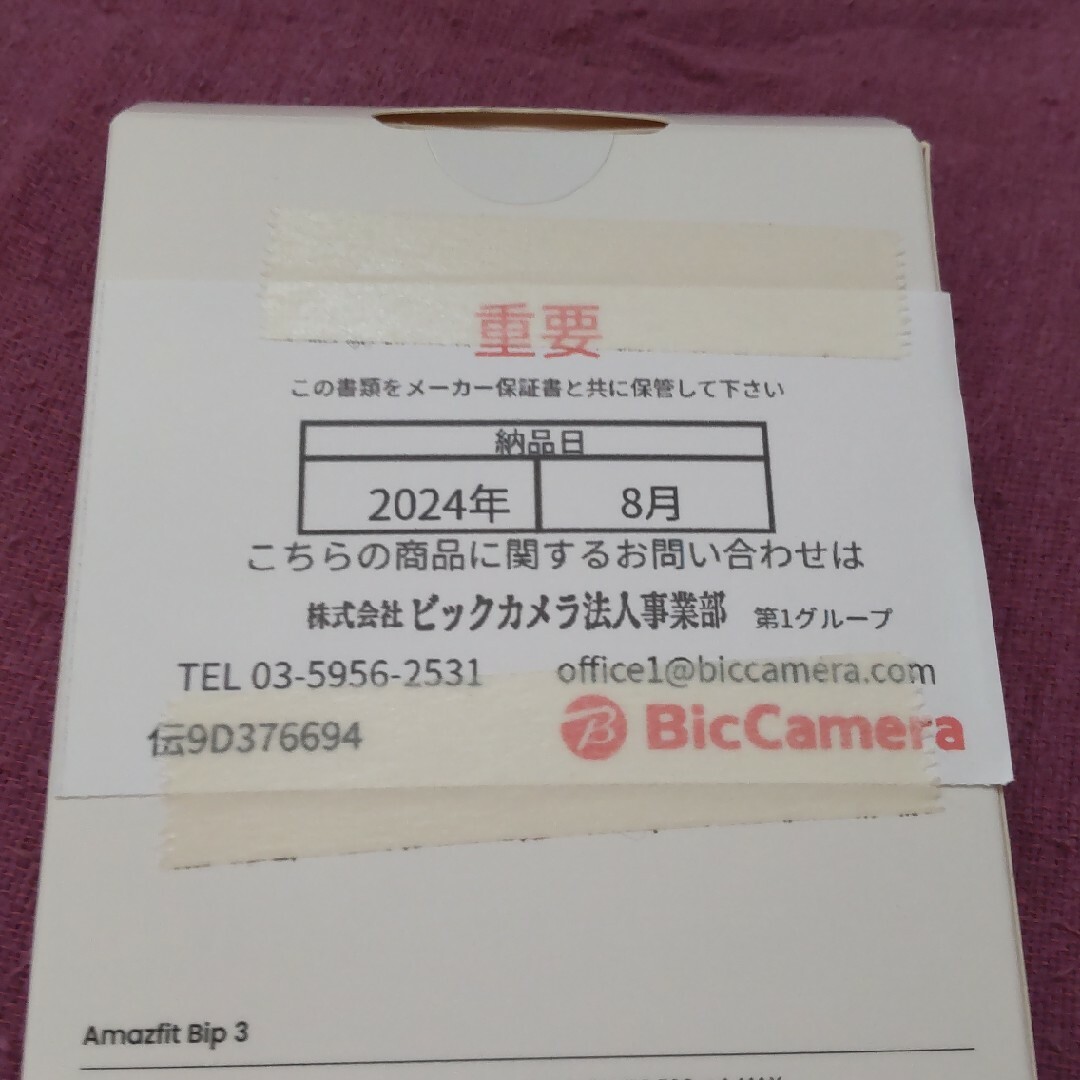 重要
この書類をメーカー保証書と共に保管して下さい
納品日
2024年 8月
こちらの商品に関するお問い合わせは
株式会社 ビックカメラ法人事業部 第1グループ
TEL 03-5956-2531 office1@biccamera.com
伝9D376694 B BicCamera
Amazfit Bip 3